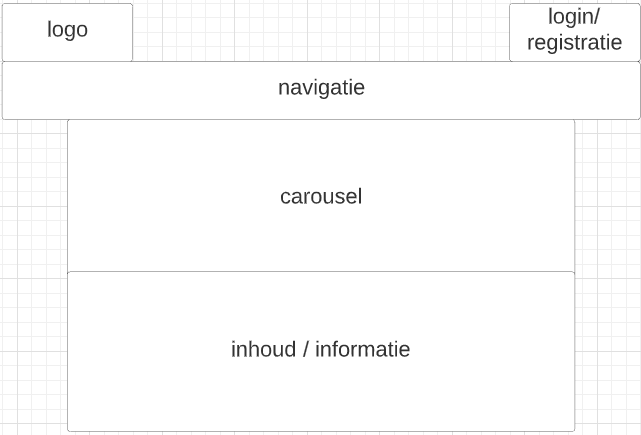 logo
login/
registratie
navigatie
carousel
inhoud / informatie